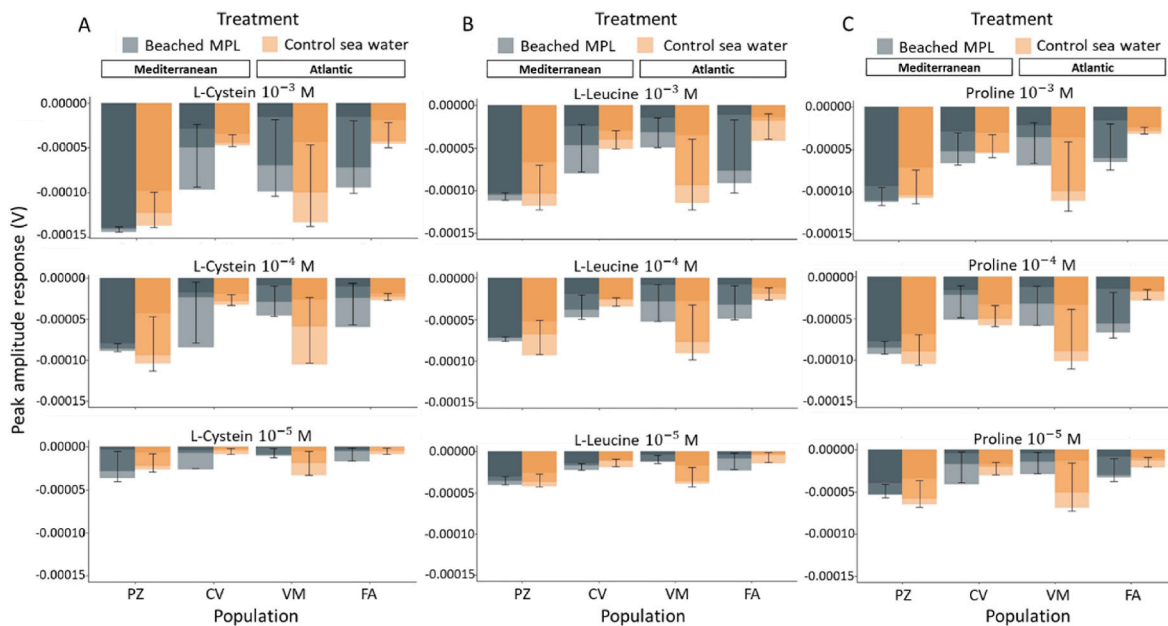 A
Treatment
Beached MPL
Control sea water
Mediterranean
Atlantic
L-Cystein 10⁻³ M
0.00000
-0.00005
-0.00010
-0.00015
L-Cystein 10⁻⁴ M
0.00000
-0.00005
-0.00010
-0.00015
L-Cystein 10⁻⁵ M
0.00000
-0.00005
-0.00010
-0.00015
Peak amplitude response (V)
PZ
CV
VM
FA
Population
B
Treatment
Beached MPL
Control sea water
Mediterranean
Atlantic
L-Leucine 10⁻³ M
0.00000
-0.00005
-0.00010
-0.00015
L-Leucine 10⁻⁴ M
0.00000
-0.00005
-0.00010
-0.00015
L-Leucine 10⁻⁵ M
0.00000
-0.00005
-0.00010
-0.00015
PZ
CV
VM
FA
Population
C
Treatment
Beached MPL
Control sea water
Mediterranean
Atlantic
Proline 10⁻³ M
0.00000
-0.00005
-0.00010
-0.00015
Proline 10⁻⁴ M
0.00000
-0.00005
-0.00010
-0.00015
Proline 10⁻⁵ M
0.00000
-0.00005
-0.00010
-0.00015
PZ
CV
VM
FA
Population